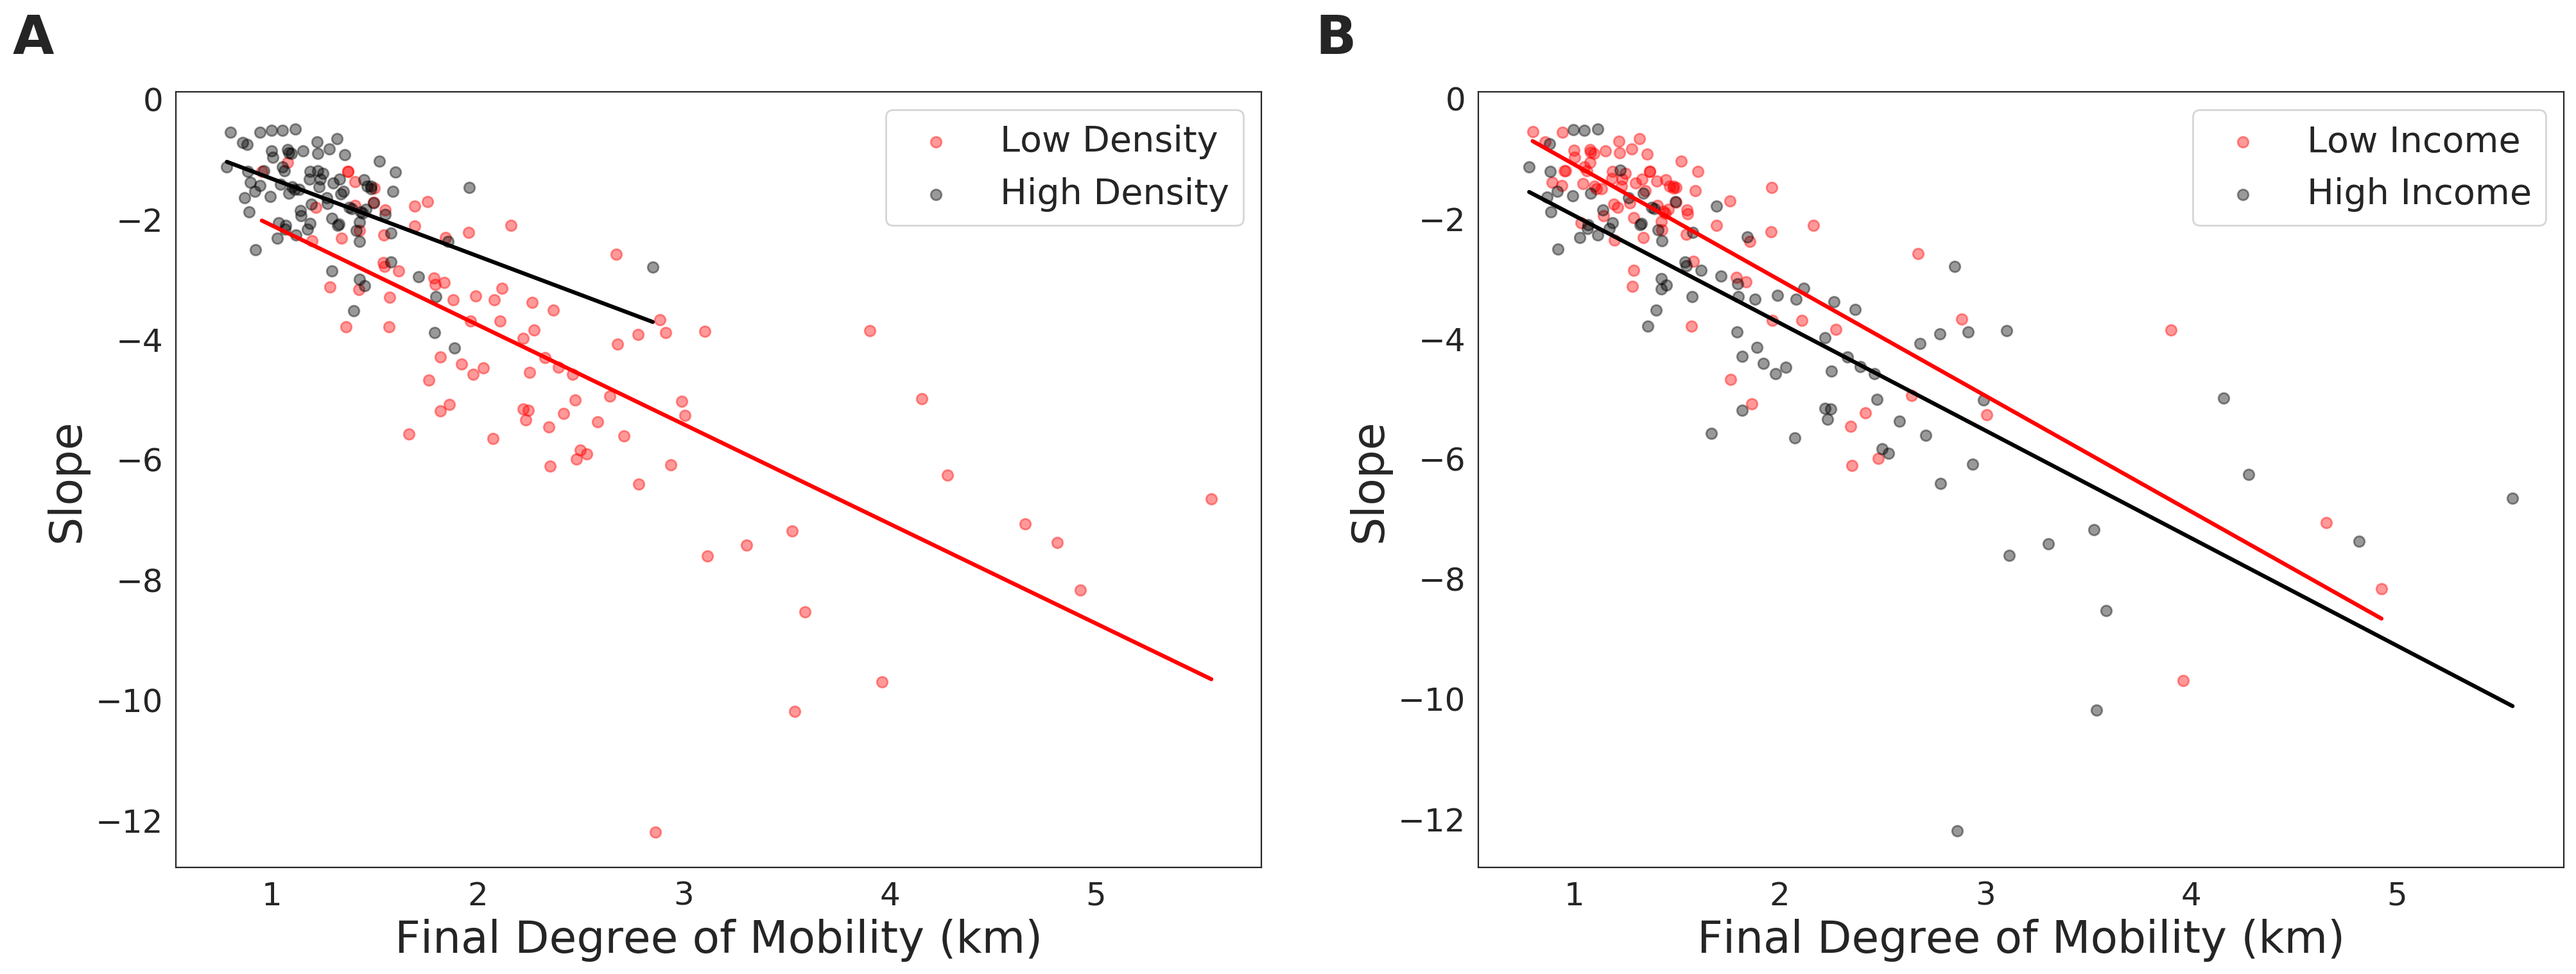 A
0
−2
−4
−6
−8
−10
−12
Slope
Low Density
High Density
1 2 3 4 5
Final Degree of Mobility (km)
B
0
−2
−4
−6
−8
−10
−12
Slope
Low Income
High Income
1 2 3 4 5
Final Degree of Mobility (km)